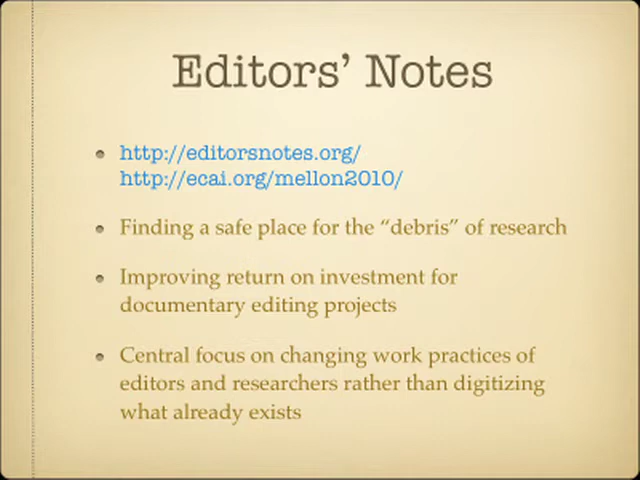 Editors’ Notes
http://editorsnotes.org/
http://ecai.org/mellon2010/
Finding a safe place for the “debris” of research
Improving return on investment for
documentary editing projects
Central focus on changing work practices of
editors and researchers rather than digitizing
what already exists